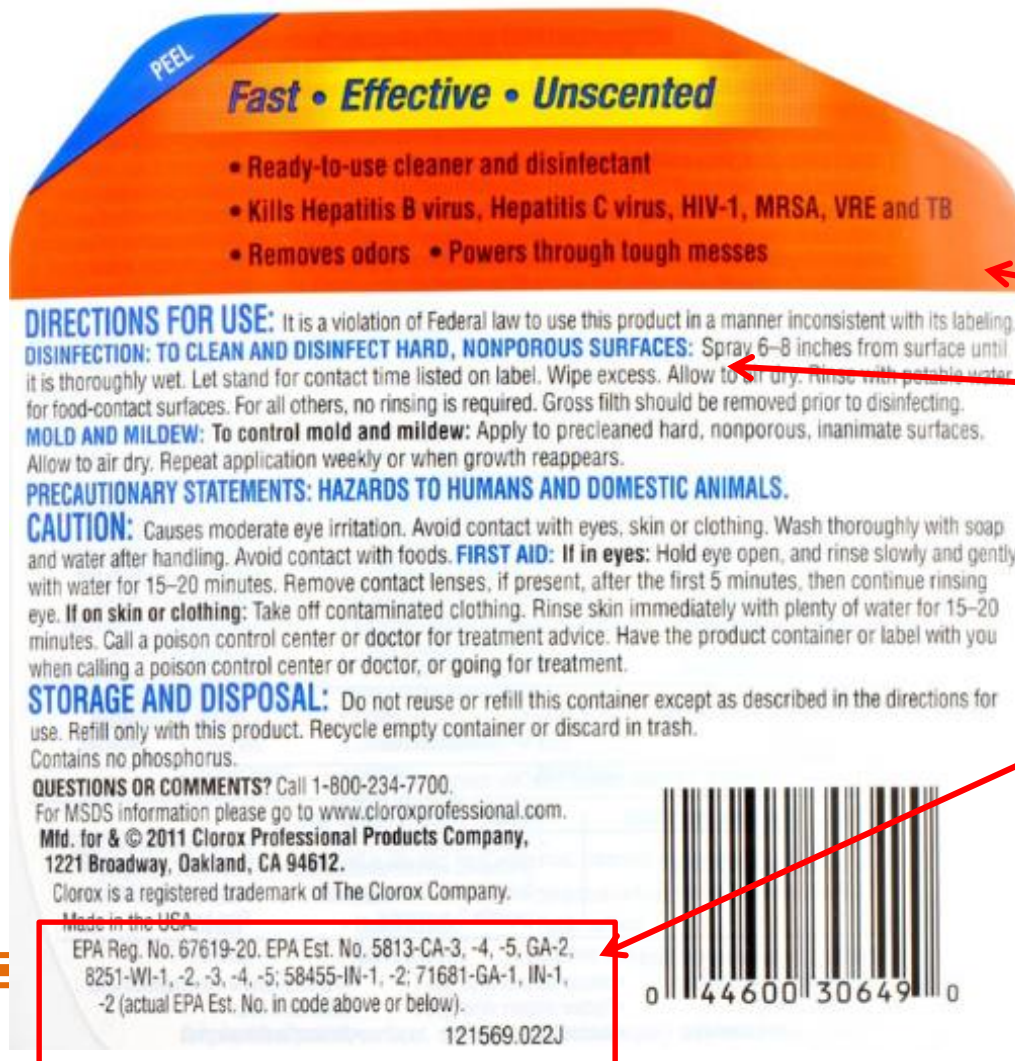 PEEL
Fast • Effective • Unscented
• Ready-to-use cleaner and disinfectant
• Kills Hepatitis B virus, Hepatitis C virus, HIV-1, MRSA, VRE and TB
• Removes odors • Powers through tough messes
DIRECTIONS FOR USE: It is a violation of Federal law to use this product in a manner inconsistent with its labeling.
DISINFECTION: TO CLEAN AND DISINFECT HARD, NONPOROUS SURFACES: Spray 6–8 inches from surface until
it is thoroughly wet. Let stand for contact time listed on label. Wipe excess. Allow to air dry. Rinse with potable water
for food-contact surfaces. For all others, no rinsing is required. Gross filth should be removed prior to disinfecting.
MOLD AND MILDEW: To control mold and mildew: Apply to precleaned hard, nonporous, inanimate surfaces.
Allow to air dry. Repeat application weekly or when growth reappears.
PRECAUTIONARY STATEMENTS: HAZARDS TO HUMANS AND DOMESTIC ANIMALS.
CAUTION: Causes moderate eye irritation. Avoid contact with eyes, skin or clothing. Wash thoroughly with soap
and water after handling. Avoid contact with foods. FIRST AID: If in eyes: Hold eye open, and rinse slowly and gently
with water for 15–20 minutes. Remove contact lenses, if present, after the first 5 minutes, then continue rinsing
eye. If on skin or clothing: Take off contaminated clothing. Rinse skin immediately with plenty of water for 15–20
minutes. Call a poison control center or doctor for treatment advice. Have the product container or label with you
when calling a poison control center or doctor, or going for treatment.
STORAGE AND DISPOSAL: Do not reuse or refill this container except as described in the directions for
use. Refill only with this product. Recycle empty container or discard in trash.
Contains no phosphorus.
QUESTIONS OR COMMENTS? Call 1-800-234-7700.
For MSDS information please go to www.cloroxprofessional.com.
Mfd. for & © 2011 Clorox Professional Products Company,
1221 Broadway, Oakland, CA 94612.
Clorox is a registered trademark of The Clorox Company.
Made in the USA.
EPA Reg. No. 67619-20. EPA Est. No. 5813-CA-3, -4, -5, GA-2,
8251-WI-1, -2, -3, -4, -5; 58455-IN-1, -2; 71681-GA-1, IN-1,
-2 (actual EPA Est. No. in code above or below).
121569.022J
0 44600 30649 0